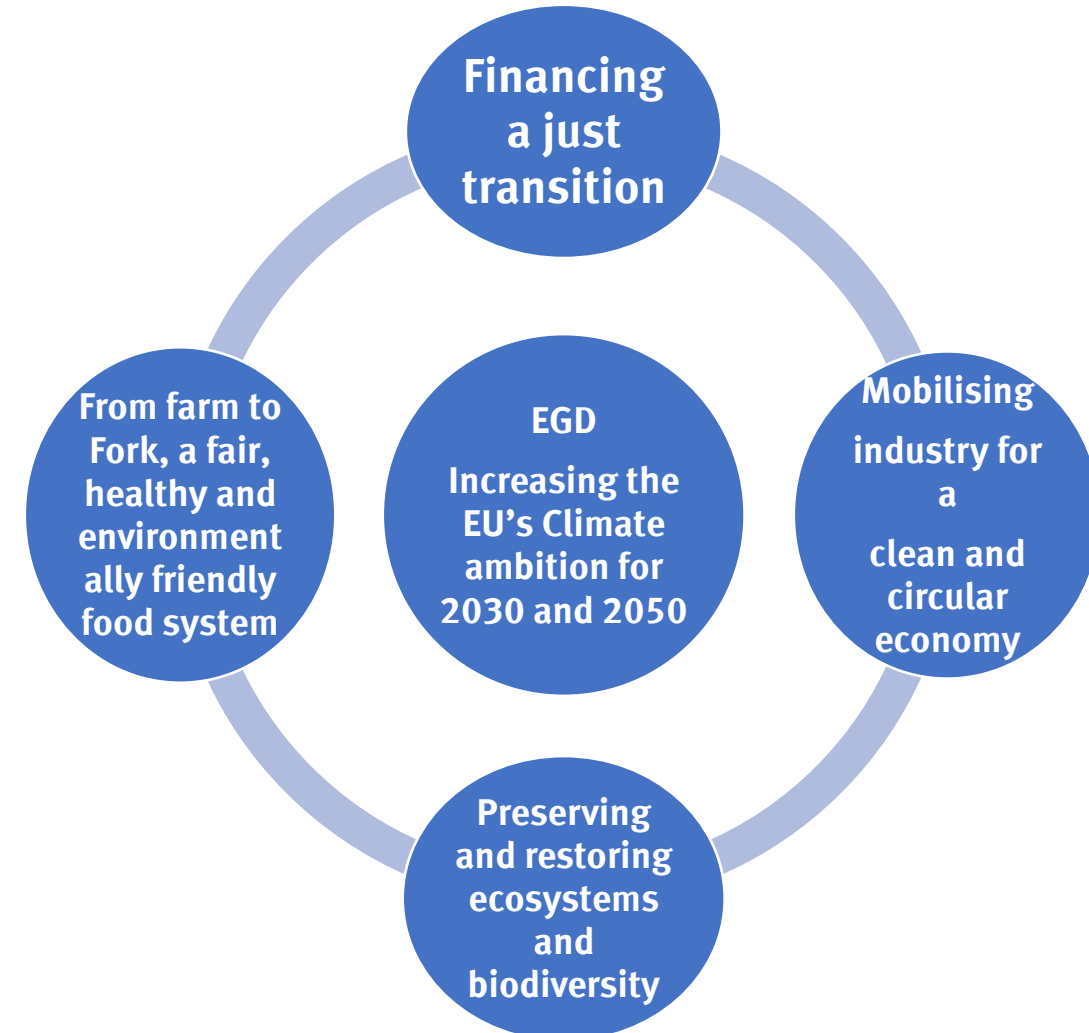 Financing
a just
transition
From farm to
Fork, a fair,
healthy and
environment
ally friendly
food system
EGD
Increasing the
EU's Climate
ambition for
2030 and 2050
Mobilising
industry for
a
clean and
circular
economy
Preserving
and restoring
ecosystems
and
biodiversity